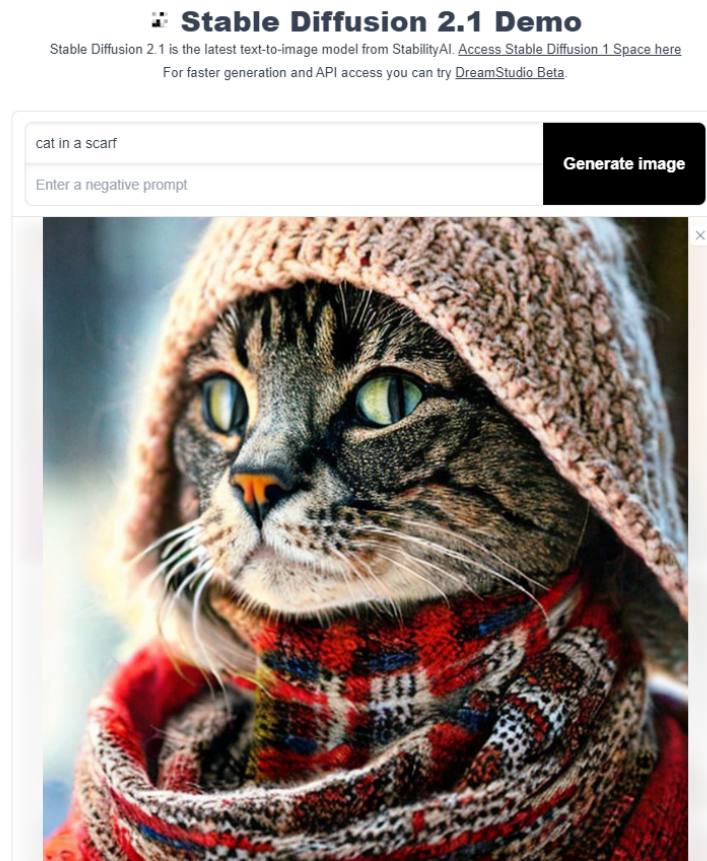 Stable Diffusion 2.1 Demo
Stable Diffusion 2.1 is the latest text-to-image model from StabilityAI. Access Stable Diffusion 1 Space here
For faster generation and API access you can try DreamStudio Beta.
cat in a scarf
Generate image
Enter a negative prompt